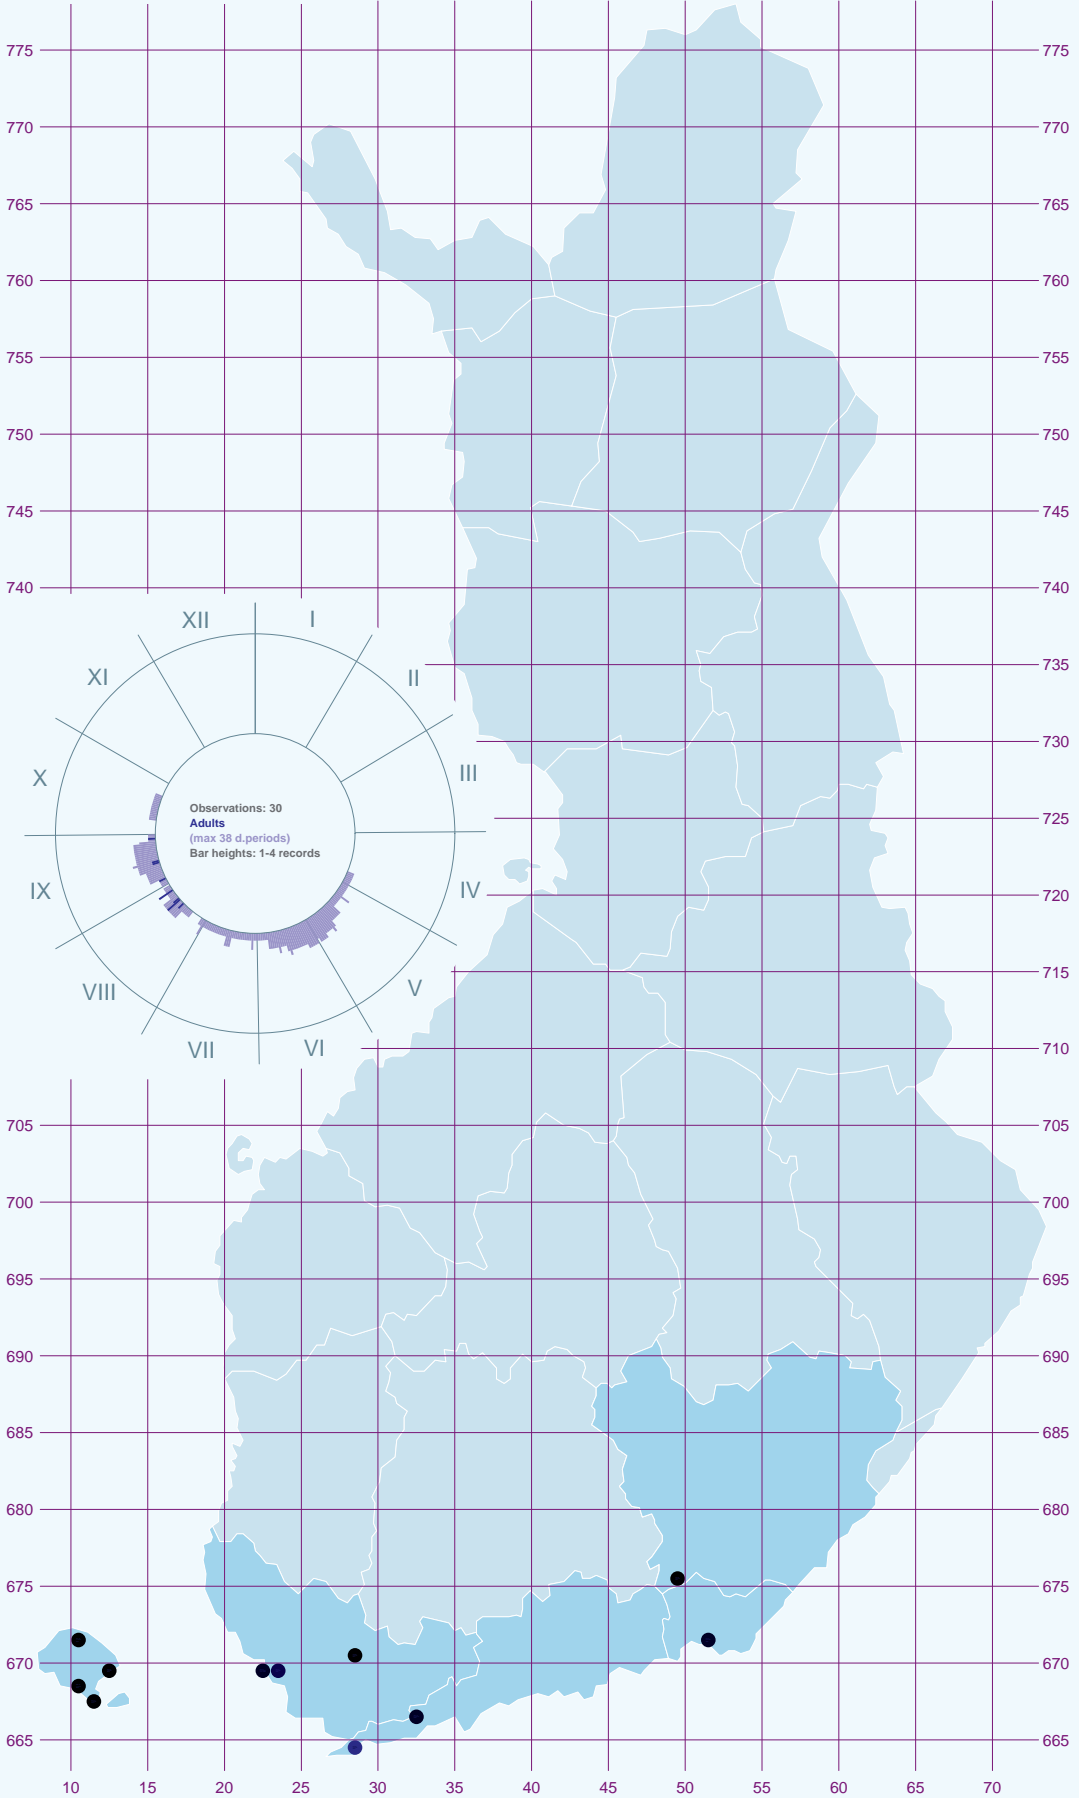 775 775
770 770
765 765
760 760
755 755
750 750
745 745
740 740
XII I
XI II
735
730
X III
Observations: 30
Adults
(max 38 d.periods)
Bar heights: 1-4 records
725
IX IV
720
VIII V
715
VII VI
710
705 705
700 700
695 695
690 690
685 685
680 680
675 675
670 670
665 665
10 15 20 25 30 35 40 45 50 55 60 65 70